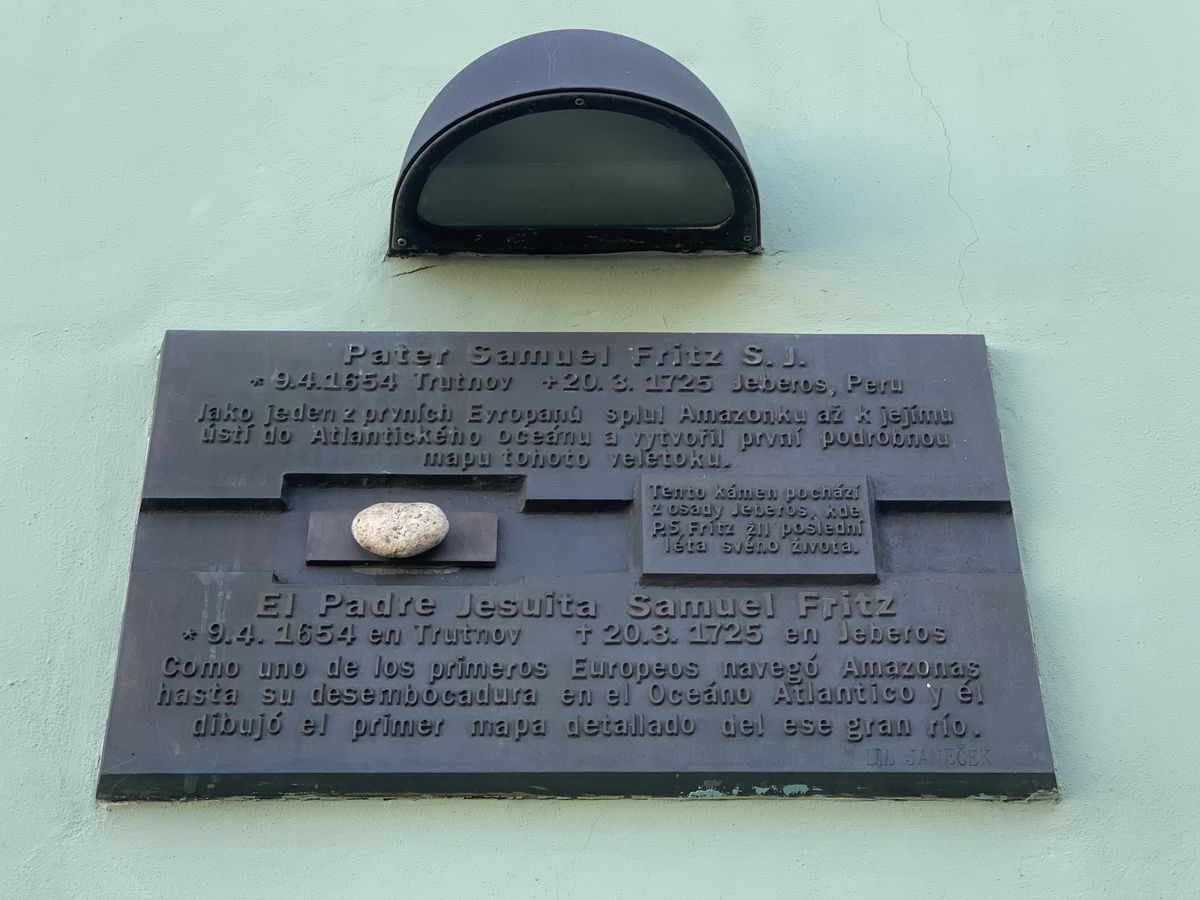 Pater Samuel Fritz S.J.
* 9.4.1654 Trutnov + 20. 3. 1725 Jeberos, Peru
Jako jeden z prvních Evropanů splul Amazonku až k jejímu
ústí do Atlantického oceánu a vytvořil první podrobnou
mapu tohoto veletoku.
Tento kámen pochází
z osady Jeberos, kde
P.S. Fritz žil poslední
léta svého života.
El Padre Jesuita Samuel Fritz
* 9.4. 1654 en Trutnov † 20.3. 1725 en Jeberos
Como uno de los primeros Europeos navegó Amazonas
hasta su desembocadura en el Océano Atlantico y él
dibujó el primer mapa detallado del ese gran río.
JANEČEK